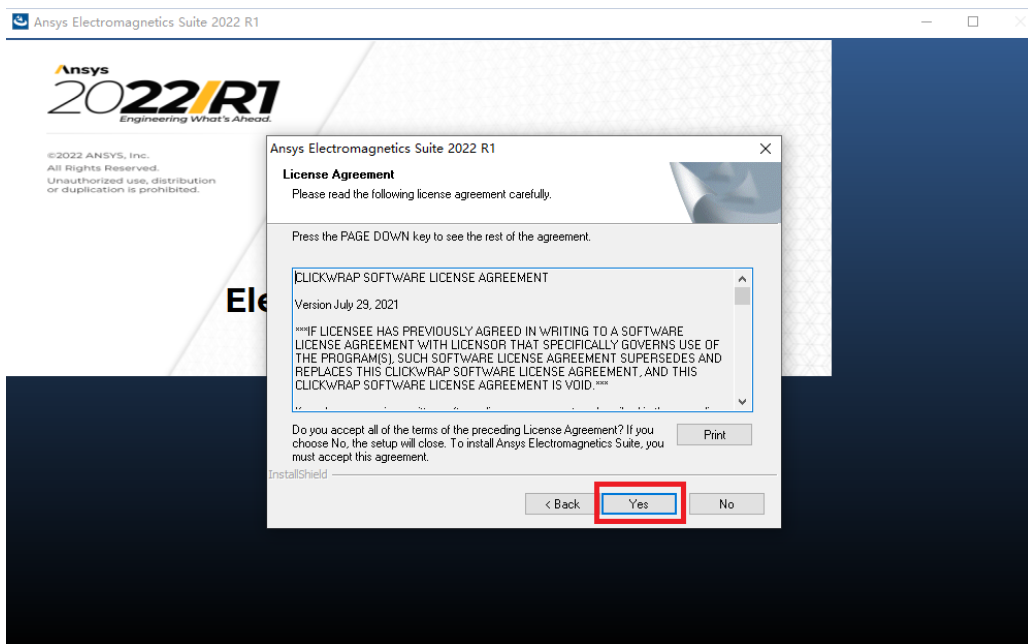 Ansys Electromagnetics Suite 2022 R1
Ansys
2022 R1
Engineering What's Ahead.
©2022 ANSYS, Inc.
All Rights Reserved.
Unauthorized use, distribution
or duplication is prohibited.
Ele
Ansys Electromagnetics Suite 2022 R1
License Agreement
Please read the following license agreement carefully.
Press the PAGE DOWN key to see the rest of the agreement.
CLICKWRAP SOFTWARE LICENSE AGREEMENT
Version July 29, 2021
***IF LICENSEE HAS PREVIOUSLY AGREED IN WRITING TO A SOFTWARE
LICENSE AGREEMENT WITH LICENSOR THAT SPECIFICALLY GOVERNS USE OF
THE PROGRAM(S), SUCH SOFTWARE LICENSE AGREEMENT SUPERSEDES AND
REPLACES THIS CLICKWRAP SOFTWARE LICENSE AGREEMENT, AND THIS
CLICKWRAP SOFTWARE LICENSE AGREEMENT IS VOID.***
Do you accept all of the terms of the preceding License Agreement? If you
choose No, the setup will close. To install Ansys Electromagnetics Suite, you
must accept this agreement.
Print
InstallShield
< Back
Yes
No